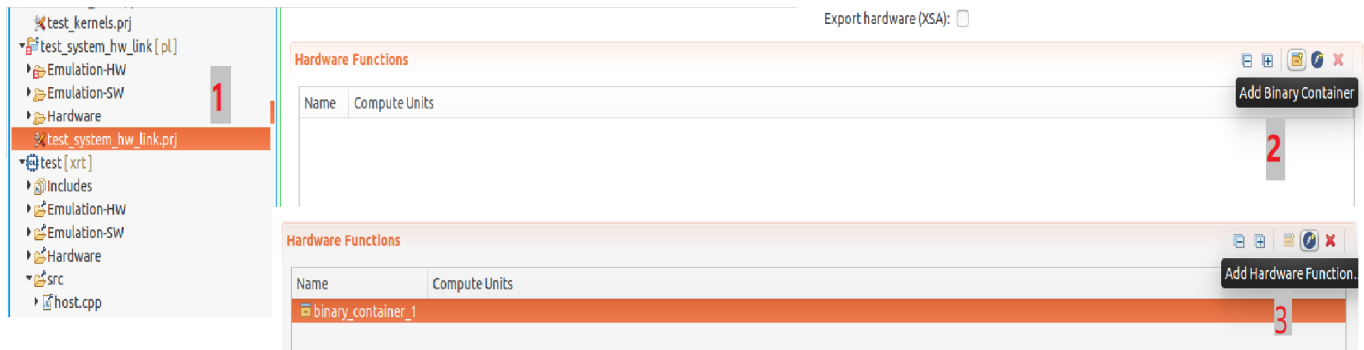 test_kernels.prj
test_system_hw_link [ pl ]
Emulation-HW
Emulation-SW
Hardware
test_system_hw_link.prj
test [ xrt ]
Includes
Emulation-HW
Emulation-SW
Hardware
src
host.cpp
1
Export hardware (XSA):
Hardware Functions
Add Binary Container
Name Compute Units
2
Hardware Functions
Add Hardware Function..
Name Compute Units
binary_container_1
3